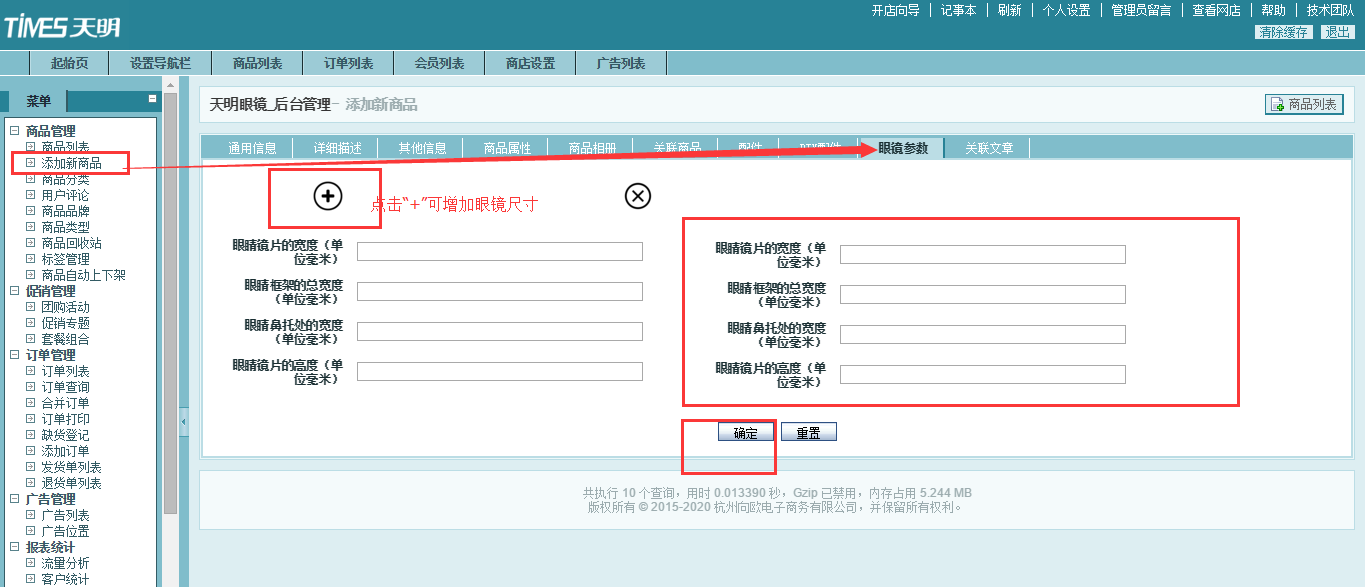 TIMES 天明
开店向导 记事本 刷新 个人设置 管理员留言 查看网店 帮助 技术团队
清除缓存 退出
起始页 设置导航栏 商品列表 订单列表 会员列表 商店设置 广告列表
菜单
商品管理
商品列表
添加新商品
商品分类
用户评论
商品品牌
商品类型
商品回收站
标签管理
商品自动上下架
促销管理
团购活动
促销专题
套餐组合
订单管理
订单列表
订单查询
合并订单
订单打印
缺货登记
添加订单
发货单列表
退货单列表
广告管理
广告列表
广告位置
报表统计
流量分析
客户统计
天明眼镜_后台管理- 添加新商品
商品列表
通用信息 详细描述 其他信息 商品属性 商品相册 关联商品 配件 DIY配件 眼镜参数 关联文章
点击“+”可增加眼镜尺寸
眼睛镜片的宽度（单
位毫米）
眼睛框架的总宽度
（单位毫米）
眼睛鼻托处的宽度
（单位毫米）
眼睛镜片的高度（单
位毫米）
眼睛镜片的宽度（单
位毫米）
眼睛框架的总宽度
（单位毫米）
眼睛鼻托处的宽度
（单位毫米）
眼睛镜片的高度（单
位毫米）
确定 重置
共执行 10 个查询，用时 0.013390 秒，Gzip 已禁用，内存占用 5.244 MB
版权所有 © 2015-2020 杭州向欧电子商务有限公司，并保留所有权利。